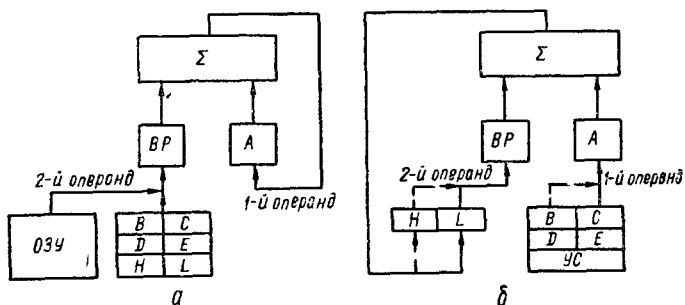 Σ
ВР
А
2-й операнд
1-й операнд
ОЗУ
В С
D Е
Н L
а
Σ
ВР
А
2-й операнд
1-й операнд
Н L
В С
D Е
УС
б